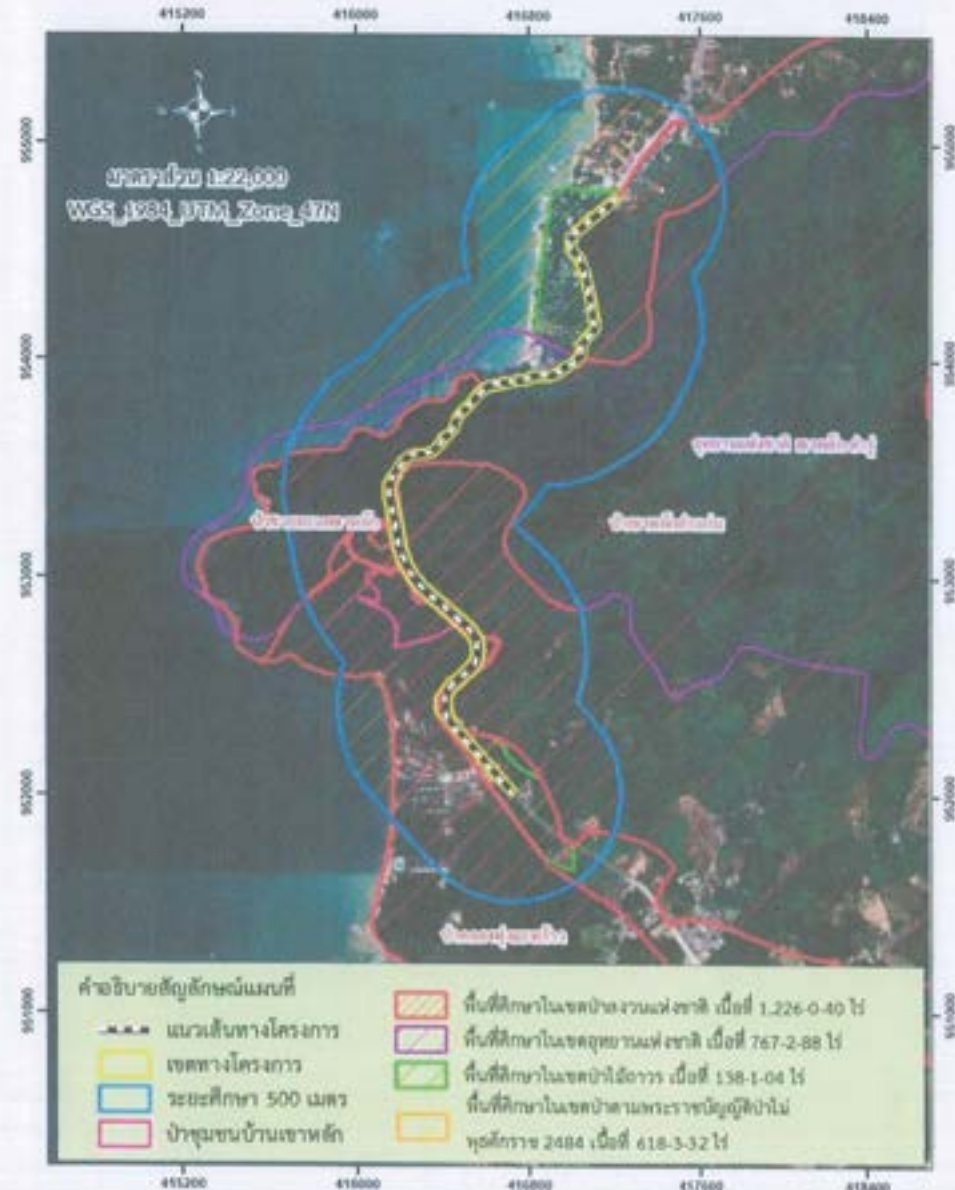 415200 416000 416800 417600 418400
955000 955000
มาตราส่วน 1:22,000
WGS_1984_UTM_Zone_47N
954000 954000
953000 953000
952000 952000
951000 951000
คำอธิบายสัญลักษณ์แผนที่
แนวเส้นทางโครงการ
เขตทางโครงการ
ระยะศึกษา 500 เมตร
ป่าชุมชนบ้านเขาหลัก
พื้นที่ศึกษาในเขตป่าสงวนแห่งชาติ เนื้อที่ 1,226-0-40 ไร่
พื้นที่ศึกษาในเขตอุทยานแห่งชาติ เนื้อที่ 767-2-88 ไร่
พื้นที่ศึกษาในเขตป่าไม้ถาวร เนื้อที่ 138-1-04 ไร่
พื้นที่ศึกษาในเขตป่าตามพระราชบัญญัติป่าไม้
พุทธศักราช 2484 เนื้อที่ 618-3-32 ไร่
415200 416000 416800 417600 418400